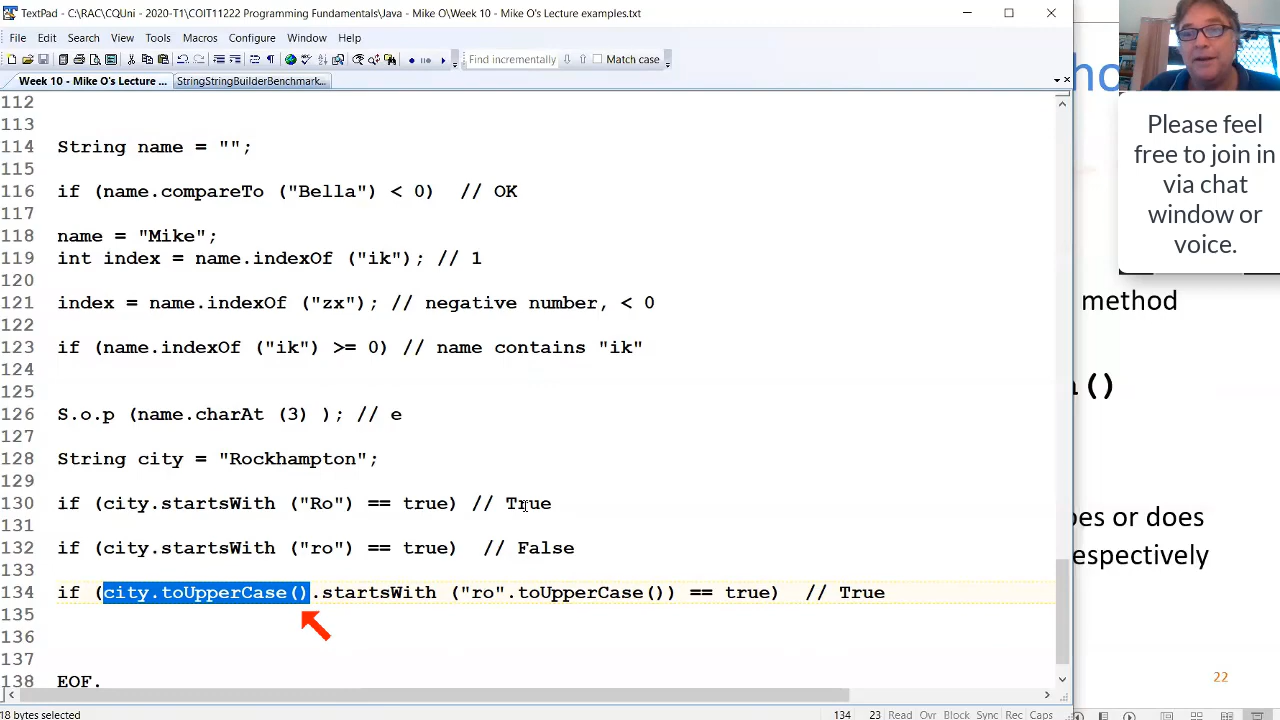 TextPad - C:\RAC\CQUni - 2020-T1\COIT11222 Programming Fundamentals\Java - Mike O\Week 10 - Mike O's Lecture examples.txt
File Edit Search View Tools Macros Configure Window Help
Find incrementally Match case
Week 10 - Mike O's Lecture ... StringStringBuilderBenchmark...
112
113
114 String name = "";
115
116 if (name.compareTo ("Bella") < 0) // OK
117
118 name = "Mike";
119 int index = name.indexOf ("ik"); // 1
120
121 index = name.indexOf ("zx"); // negative number, < 0
122
123 if (name.indexOf ("ik") >= 0) // name contains "ik"
124
125
126 S.o.p (name.charAt (3) ); // e
127
128 String city = "Rockhampton";
129
130 if (city.startsWith ("Ro") == true) // True
131
132 if (city.startsWith ("ro") == true) // False
133
134 if (city.toUpperCase().startsWith ("ro".toUpperCase()) == true) // True
135
136
137
138 EOF.
18 bytes selected 134 23 Read Ovr Block Sync Rec Caps
Please feel
free to join in
via chat
window or
voice.
method
()
or does
22